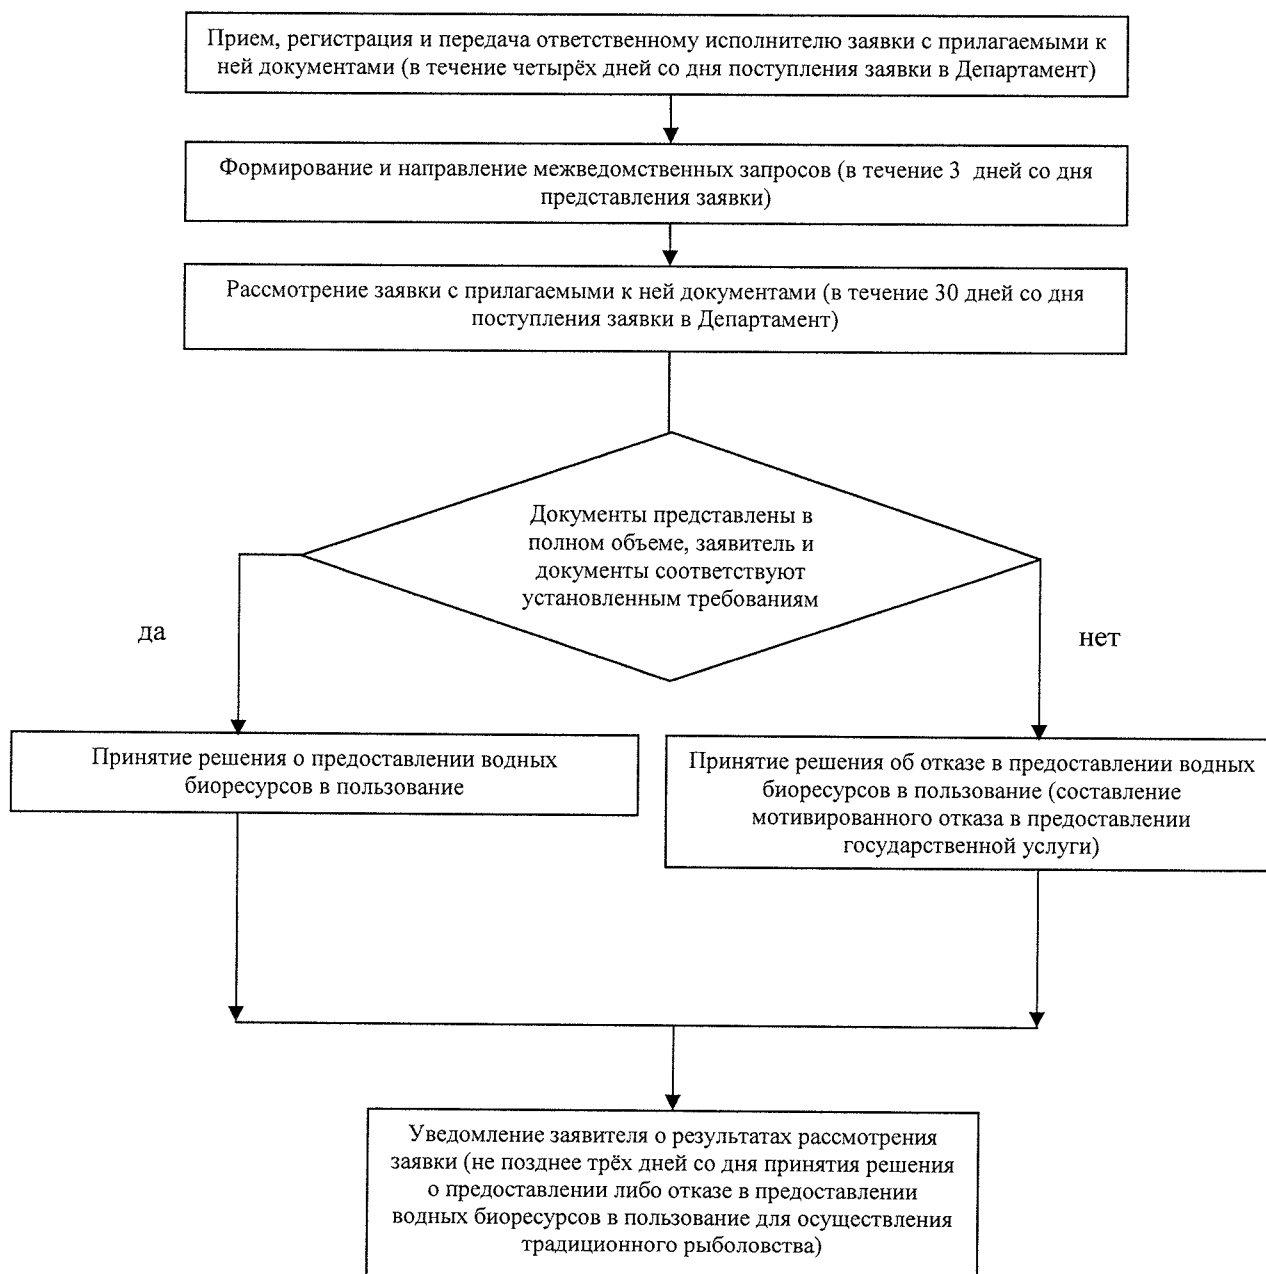 Прием, регистрация и передача ответственному исполнителю заявки с прилагаемыми к
ней документами (в течение четырёх дней со дня поступления заявки в Департамент)
Формирование и направление межведомственных запросов (в течение 3 дней со дня
представления заявки)
Рассмотрение заявки с прилагаемыми к ней документами (в течение 30 дней со дня
поступления заявки в Департамент)
Документы представлены в
полном объеме, заявитель и
документы соответствуют
установленным требованиям
да
нет
Принятие решения о предоставлении водных
биоресурсов в пользование
Принятие решения об отказе в предоставлении водных
биоресурсов в пользование (составление
мотивированного отказа в предоставлении
государственной услуги)
Уведомление заявителя о результатах рассмотрения
заявки (не позднее трёх дней со дня принятия решения
о предоставлении либо отказе в предоставлении
водных биоресурсов в пользование для осуществления
традиционного рыболовства)